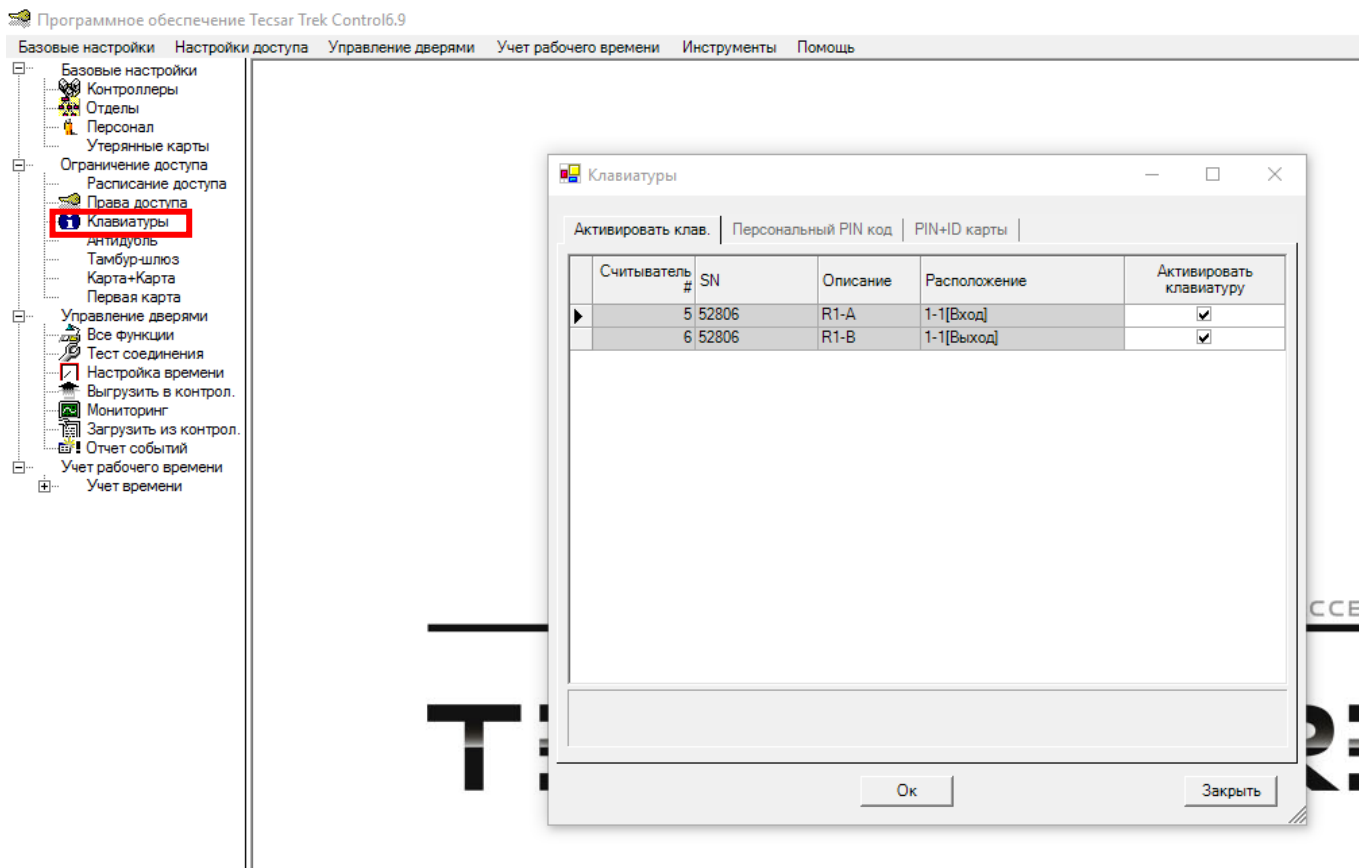 Программное обеспечение Tecsar Trek Control6.9
Базовые настройки Настройки доступа Управление дверями Учет рабочего времени Инструменты Помощь
Базовые настройки
Контроллеры
Отделы
Персонал
Утерянные карты
Ограничение доступа
Расписание доступа
Права доступа
Клавиатуры
Антидубль
Тамбур-шлюз
Карта+Карта
Первая карта
Управление дверями
Все функции
Тест соединения
Настройка времени
Выгрузить в контрол.
Мониторинг
Загрузить из контрол.
Отчет событий
Учет рабочего времени
Учет времени
Клавиатуры
Активировать клав. Персональный PIN код PIN+ID карты
Считыватель # SN Описание Расположение Активировать клавиатуру
5 52806 R1-A 1-1[Вход]
6 52806 R1-B 1-1[Выход]
Ок Закрыть